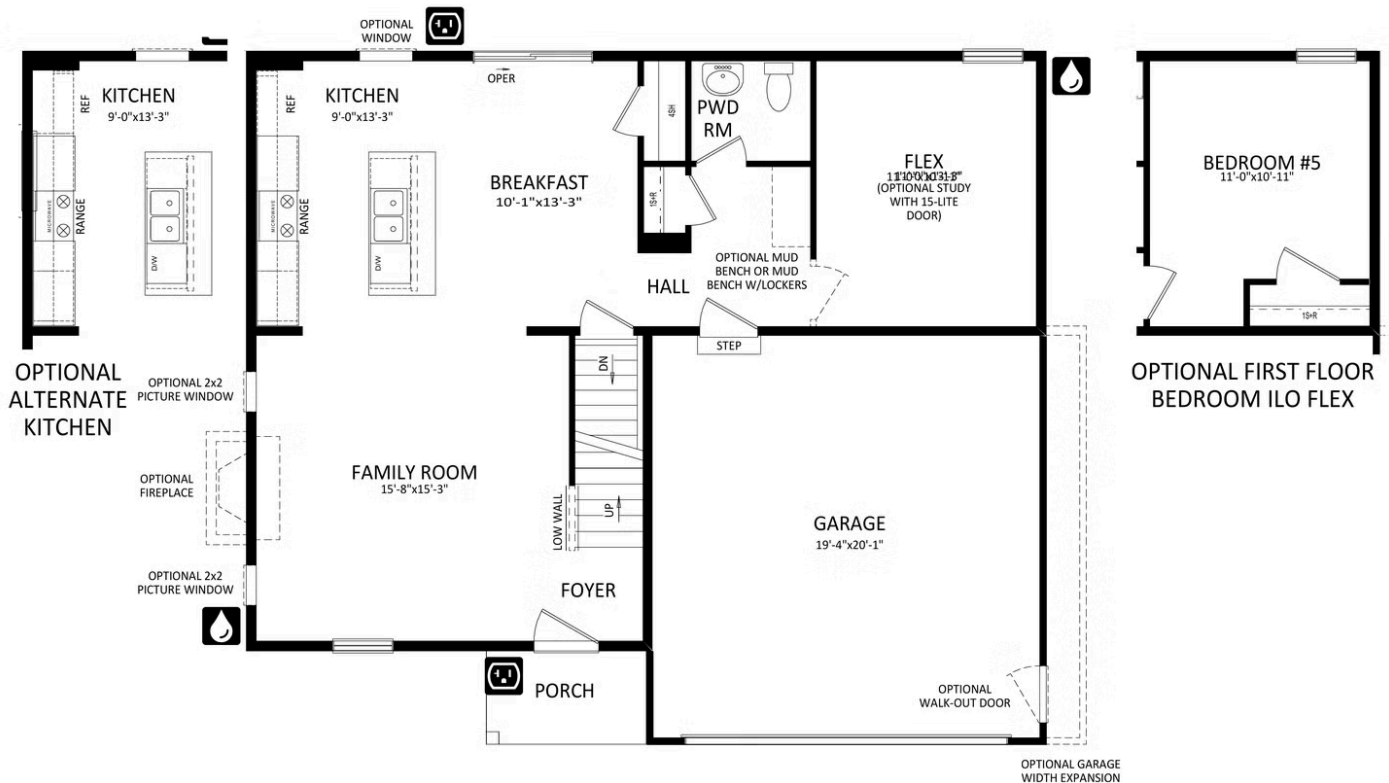 KITCHEN
9'-0"x13'-3"
REF
MICROWAVE
RANGE
D/W
OPTIONAL
ALTERNATE
KITCHEN
OPTIONAL
WINDOW
KITCHEN
9'-0"x13'-3"
REF
MICROWAVE
RANGE
D/W
OPER
BREAKFAST
10'-1"x13'-3"
4SH
1S+R
PWD
RM
FLEX
(OPTIONAL STUDY
WITH 15-LITE
DOOR)
OPTIONAL MUD
BENCH OR MUD
BENCH W/LOCKERS
HALL
STEP
DN
UP
LOW WALL
OPTIONAL 2x2
PICTURE WINDOW
OPTIONAL
FIREPLACE
OPTIONAL 2x2
PICTURE WINDOW
FAMILY ROOM
15'-8"x15'-3"
FOYER
PORCH
GARAGE
19'-4"x20'-1"
OPTIONAL
WALK-OUT DOOR
OPTIONAL GARAGE
WIDTH EXPANSION
BEDROOM #5
11'-0"x10'-11"
1S+R
OPTIONAL FIRST FLOOR
BEDROOM ILO FLEX